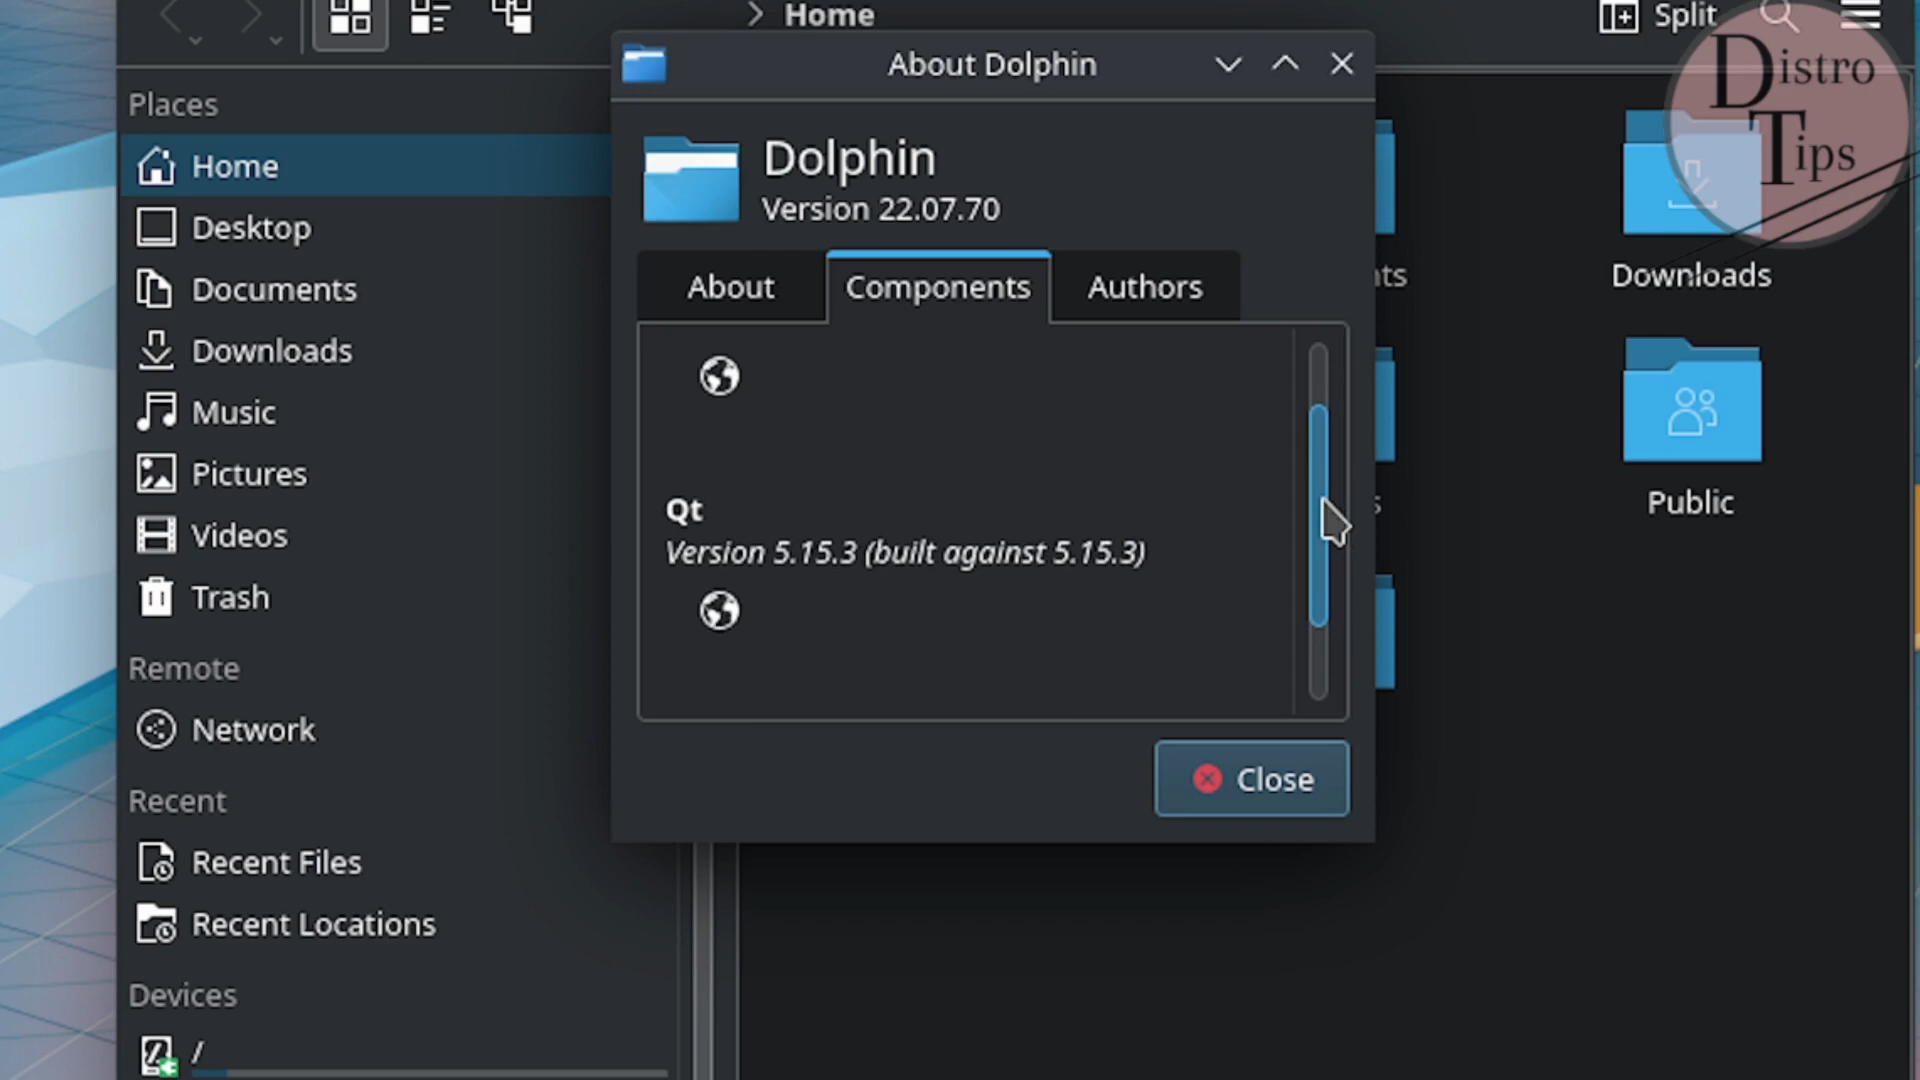 Home
Split
Distro
Tips
About Dolphin
Places
Home
Desktop
Documents
Downloads
Music
Pictures
Videos
Trash
Remote
Network
Recent
Recent Files
Recent Locations
Devices
/
Dolphin
Version 22.07.70
About
Components
Authors
Qt
Version 5.15.3 (built against 5.15.3)
Close
nts
Downloads
s
Public